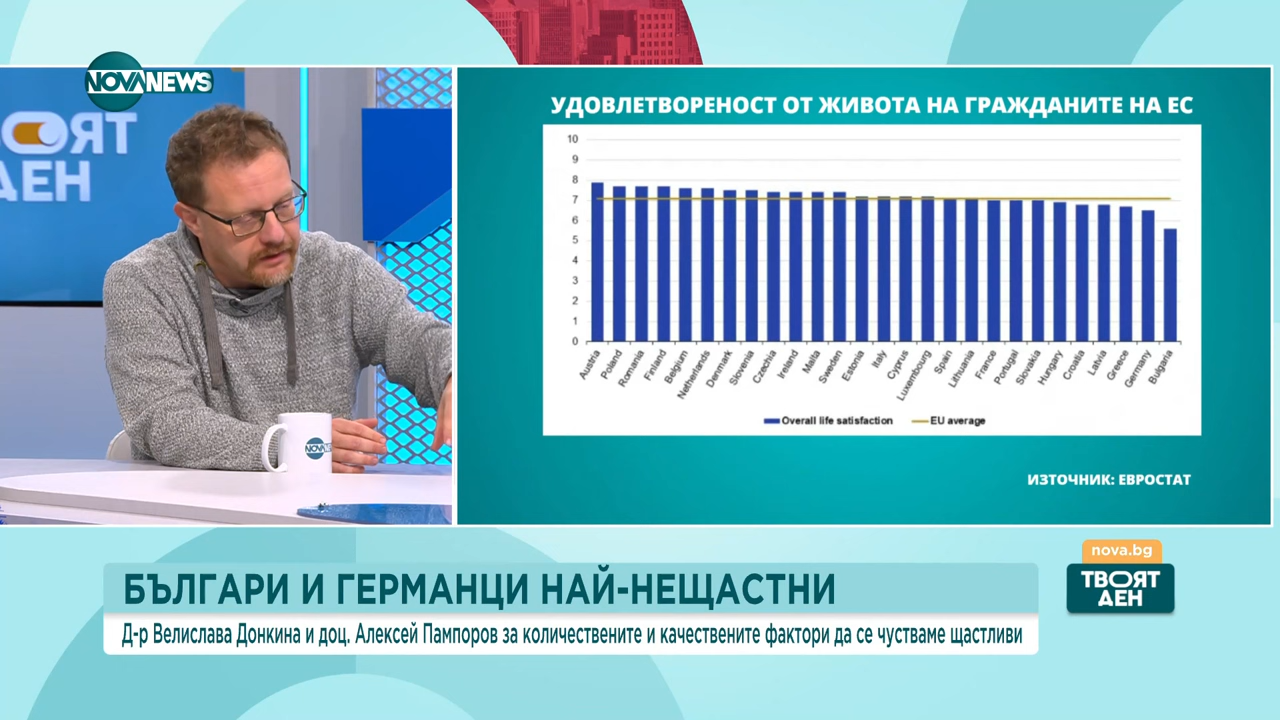 NOVANEWS
ТВОЯТ
ДЕН
NOVANEWS
УДОВЛЕТВОРЕНОСТ ОТ ЖИВОТА НА ГРАЖДАНИТЕ НА ЕС
10
9
8
7
6
5
4
3
2
1
0
Austria
Poland
Romania
Finland
Belgium
Netherlands
Denmark
Slovenia
Czechia
Ireland
Malta
Sweden
Estonia
Italy
Cyprus
Luxembourg
Spain
Lithuania
France
Portugal
Slovakia
Hungary
Croatia
Latvia
Greece
Germany
Bulgaria
Overall life satisfaction
EU average
ИЗТОЧНИК: ЕВРОСТАТ
БЪЛГАРИ И ГЕРМАНЦИ НАЙ-НЕЩАСТНИ
Д-р Велислава Донкина и доц. Алексей Пампоров за количествените и качествените фактори да се чустваме щастливи
nova.bg
ТВОЯТ
ДЕН